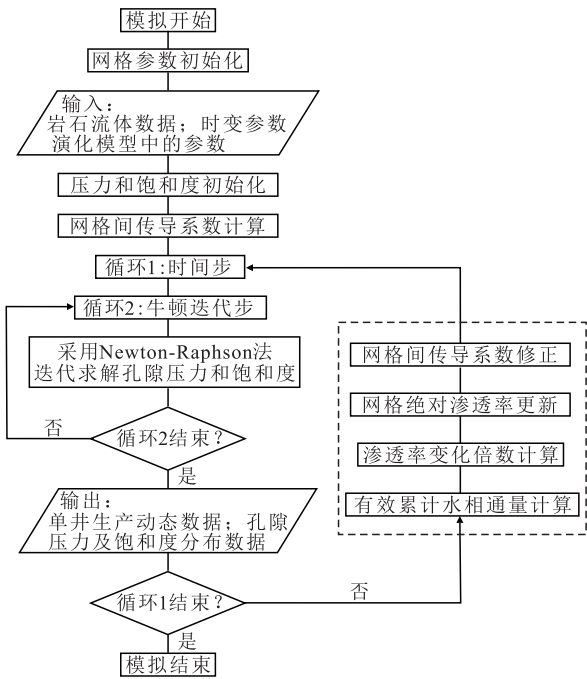 模拟开始
网格参数初始化
输入：
岩石流体数据；时变参数
演化模型中的参数
压力和饱和度初始化
网格间传导系数计算
循环1:时间步
循环2:牛顿迭代步
采用Newton-Raphson法
迭代求解孔隙压力和饱和度
否
循环2结束？
是
输出：
单井生产动态数据；孔隙
压力及饱和度分布数据
循环1结束？
否
是
模拟结束
网格间传导系数修正
网格绝对渗透率更新
渗透率变化倍数计算
有效累计水相通量计算